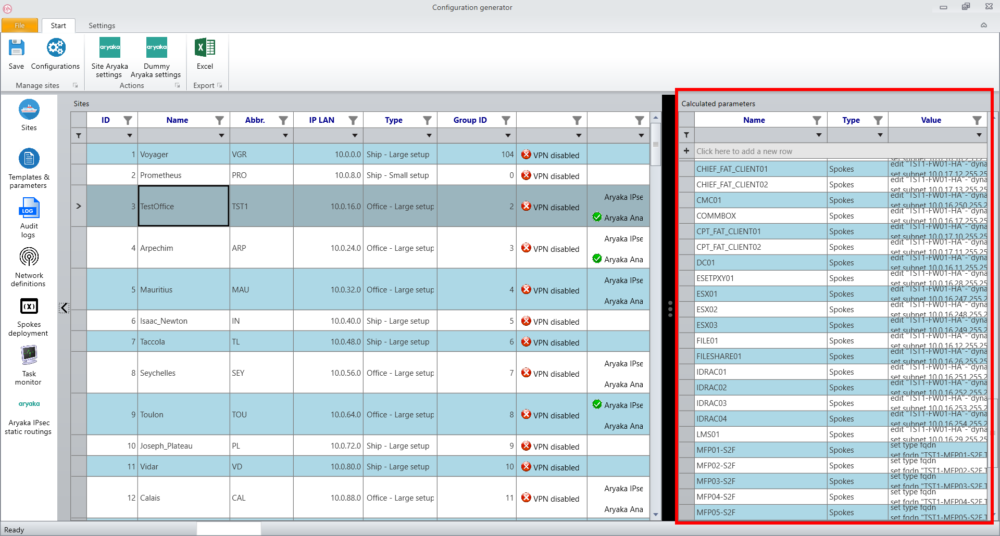 Configuration generator
File
Start
Settings
aryaka
aryaka
Save
Configurations
Site Aryaka settings
Dummy Aryaka settings
Excel
Manage sites
Actions
Export
Sites
Templates & parameters
LOG
Audit logs
Network definitions
(X)
Spokes deployment
Task monitor
aryaka
Aryaka IPsec static routings
Sites
ID Name Abbr. IP LAN Type Group ID
1 Voyager VGR 10.0.0.0 Ship - Large setup 104 VPN disabled
2 Prometheus PRO 10.0.8.0 Ship - Small setup 0 VPN disabled
3 TestOffice TST1 10.0.16.0 Office - Large setup 2 VPN disabled Aryaka IPse
Aryaka Ana
4 Arpechim ARP 10.0.24.0 Office - Large setup 3 VPN disabled Aryaka IPse
Aryaka Ana
5 Mauritius MAU 10.0.32.0 Office - Large setup 4 VPN disabled Aryaka IPse
Aryaka Ana
6 Isaac_Newton IN 10.0.40.0 Ship - Large setup 5 VPN disabled
7 Taccola TL 10.0.48.0 Ship - Large setup 6 VPN disabled
8 Seychelles SEY 10.0.56.0 Office - Large setup 7 VPN disabled Aryaka IPse
Aryaka Ana
9 Toulon TOU 10.0.64.0 Office - Large setup 8 VPN disabled Aryaka IPse
Aryaka Ana
10 Joseph_Plateau PL 10.0.72.0 Ship - Large setup 9 VPN disabled
11 Vidar VD 10.0.80.0 Ship - Large setup 10 VPN disabled
12 Calais CAL 10.0.88.0 Office - Large setup 11 VPN disabled Aryaka IPse
Aryaka Ana
Calculated parameters
Name Type Value
+ Click here to add a new row
CHIEF_FAT_CLIENT01 Spokes edit "TST1-FW01-HA"-"dyna
set subnet 10.0.17.12 255.25
CHIEF_FAT_CLIENT02 Spokes edit "TST1-FW01-HA"-"dyna
set subnet 10.0.17.13 255.25
CMC01 Spokes edit "TST1-FW01-HA"-"dyna
set subnet 10.0.16.250 255.2
COMMBOX Spokes edit "TST1-FW01-HA"-"dyna
set subnet 10.0.16.17 255.25
CPT_FAT_CLIENT01 Spokes edit "TST1-FW01-HA"-"dyna
set subnet 10.0.17.10 255.25
CPT_FAT_CLIENT02 Spokes edit "TST1-FW01-HA"-"dyna
set subnet 10.0.17.11 255.25
DC01 Spokes edit "TST1-FW01-HA"-"dyna
set subnet 10.0.16.11 255.25
ESETPXY01 Spokes edit "TST1-FW01-HA"-"dyna
set subnet 10.0.16.28 255.25
ESX01 Spokes edit "TST1-FW01-HA"-"dyna
set subnet 10.0.16.247 255.2
ESX02 Spokes edit "TST1-FW01-HA"-"dyna
set subnet 10.0.16.248 255.2
ESX03 Spokes edit "TST1-FW01-HA"-"dyna
set subnet 10.0.16.249 255.2
FILE01 Spokes edit "TST1-FW01-HA"-"dyna
set subnet 10.0.16.12 255.25
FILESHARE01 Spokes edit "TST1-FW01-HA"-"dyna
set subnet 10.0.16.26 255.25
IDRAC01 Spokes edit "TST1-FW01-HA"-"dyna
set subnet 10.0.16.251 255.2
IDRAC02 Spokes edit "TST1-FW01-HA"-"dyna
set subnet 10.0.16.252 255.2
IDRAC03 Spokes edit "TST1-FW01-HA"-"dyna
set subnet 10.0.16.253 255.2
IDRAC04 Spokes edit "TST1-FW01-HA"-"dyna
set subnet 10.0.16.254 255.2
LMS01 Spokes edit "TST1-FW01-HA"-"dyna
set subnet 10.0.16.29 255.25
MFP01-S2F Spokes set type fqdn
set fqdn "TST1-MFP01-S2F.T
MFP02-S2F Spokes set type fqdn
set fqdn "TST1-MFP02-S2F.T
MFP03-S2F Spokes set type fqdn
set fqdn "TST1-MFP03-S2F.T
MFP04-S2F Spokes set type fqdn
set fqdn "TST1-MFP04-S2F.T
MFP05-S2F Spokes set type fqdn
set fqdn "TST1-MFP05-S2F.T
Ready